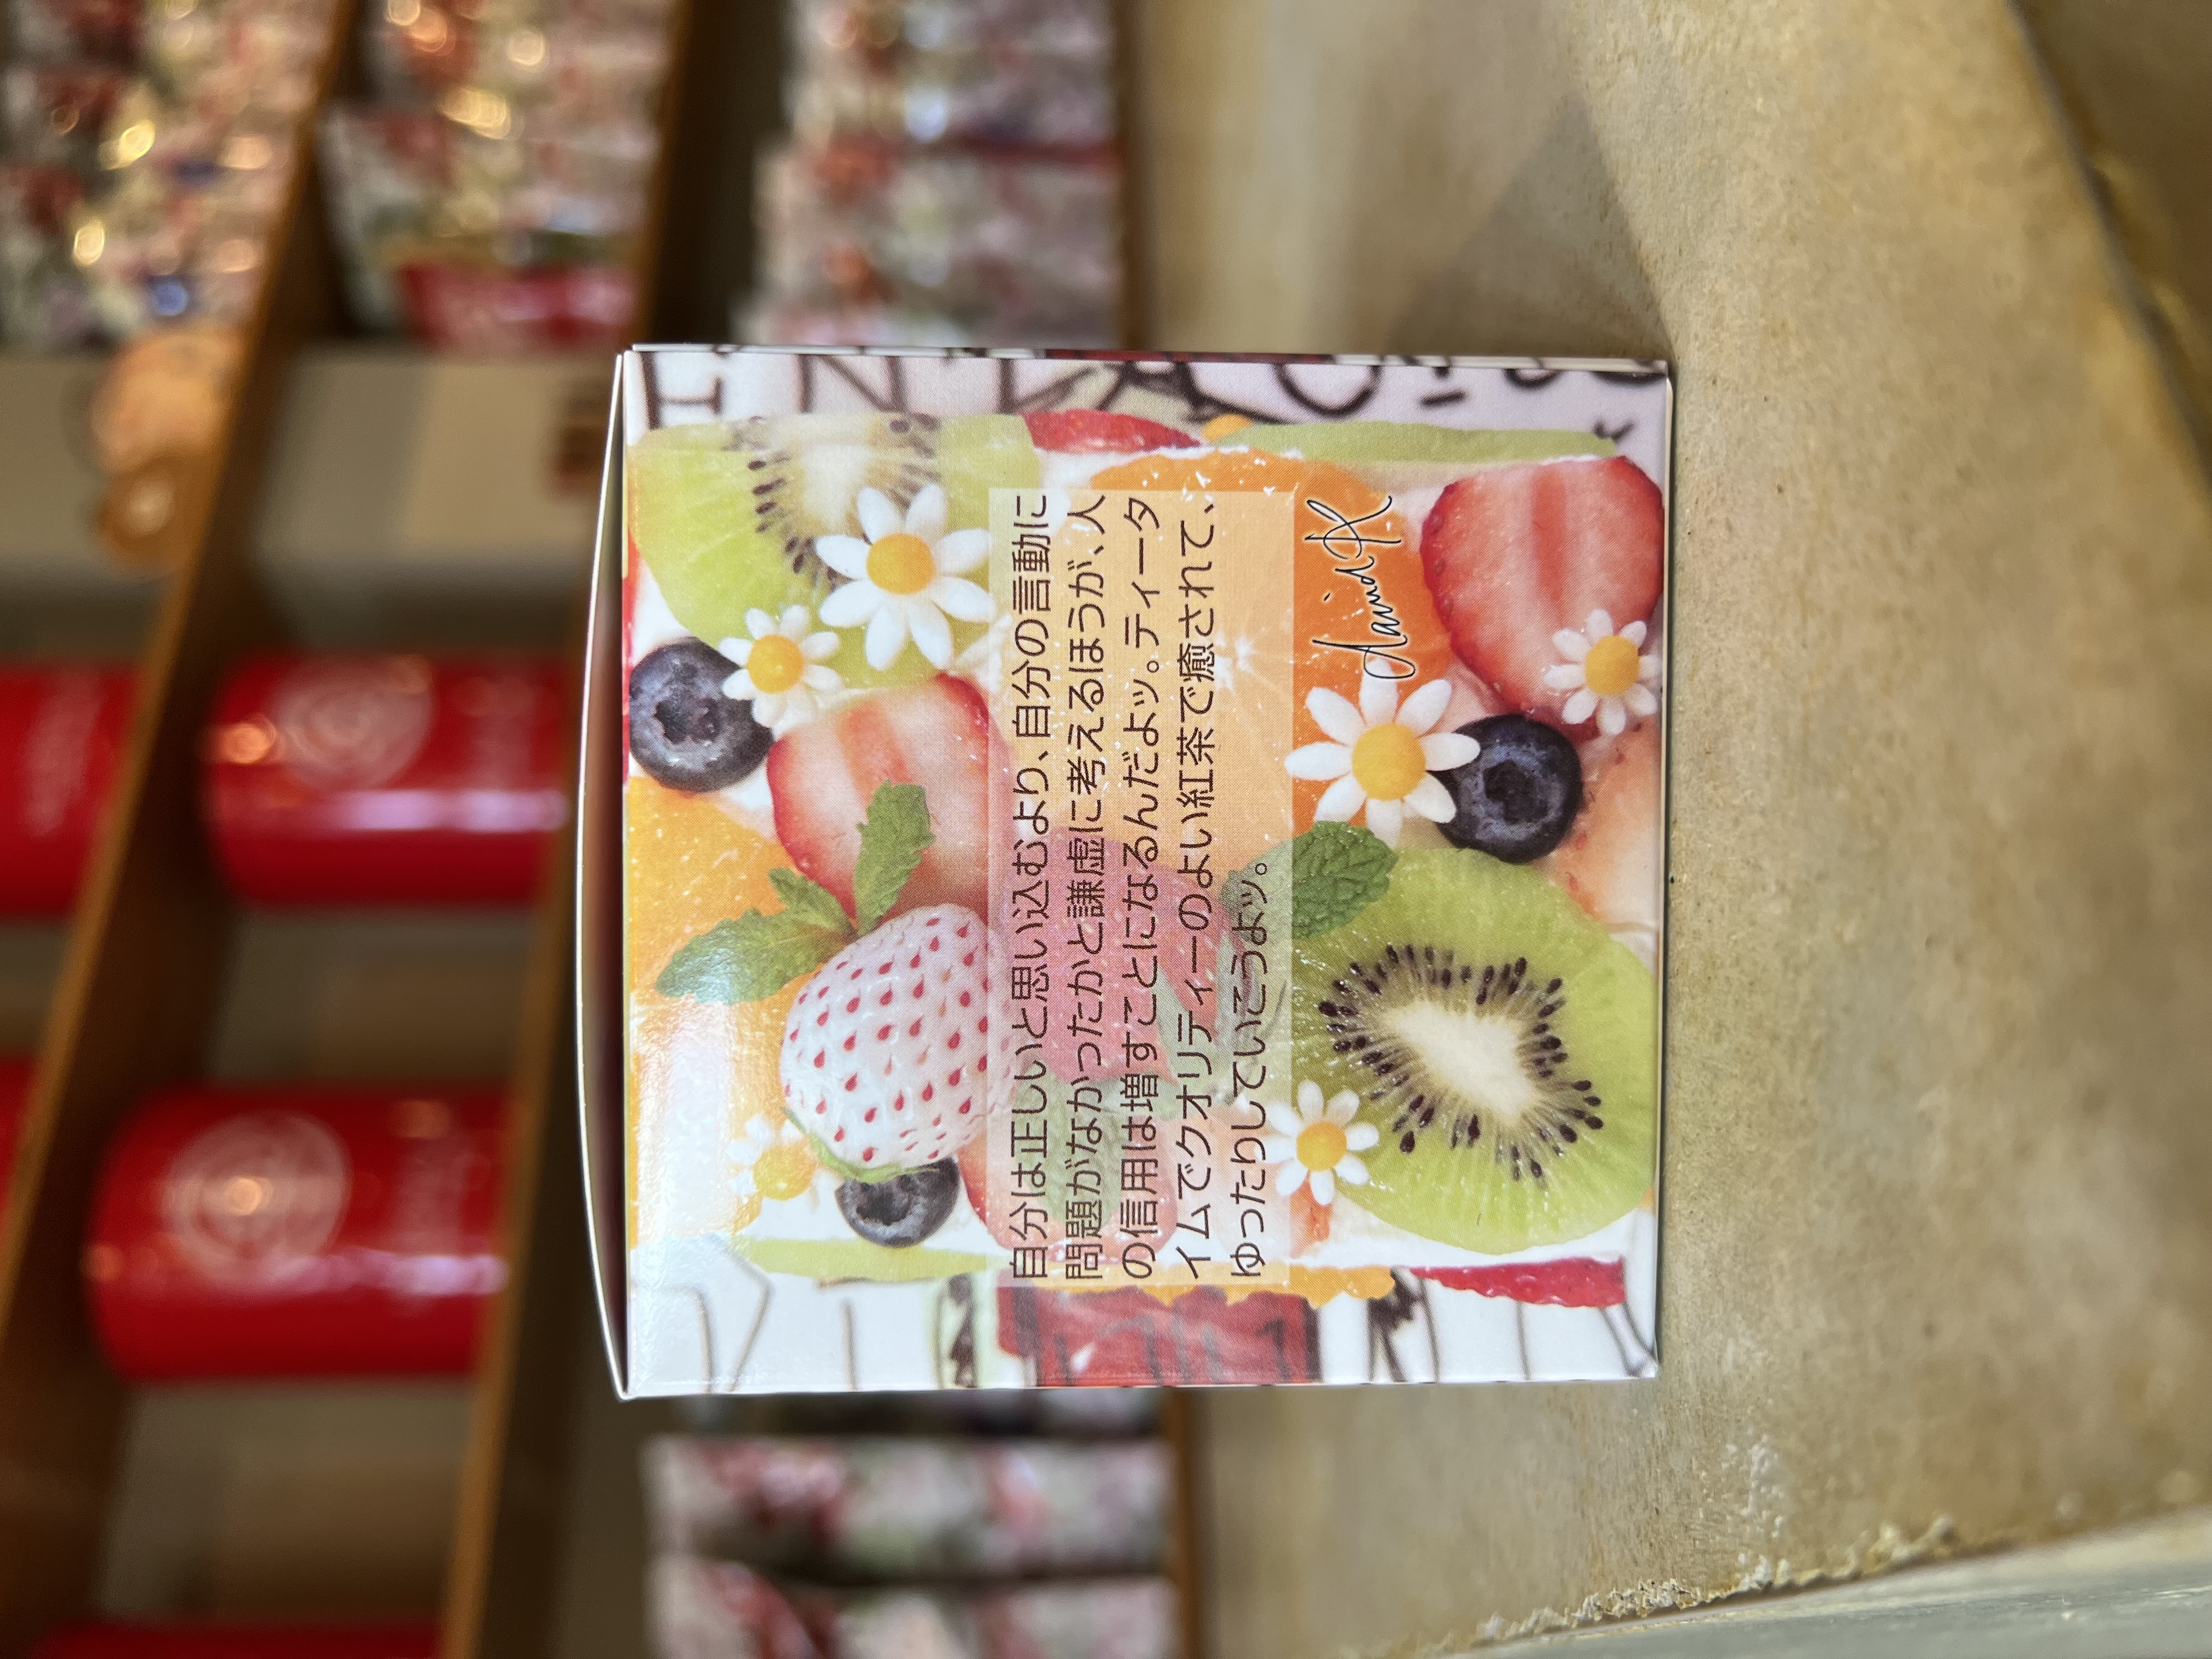 自分は正しいと思い込むより、自分の言動に
問題がなかったかと謙虚に考えるほうが、人
の信用は増すことになるんだよッ。ティータ
イムでクオリティーのよい紅茶で癒されて、
ゆったりしていこうよッ。